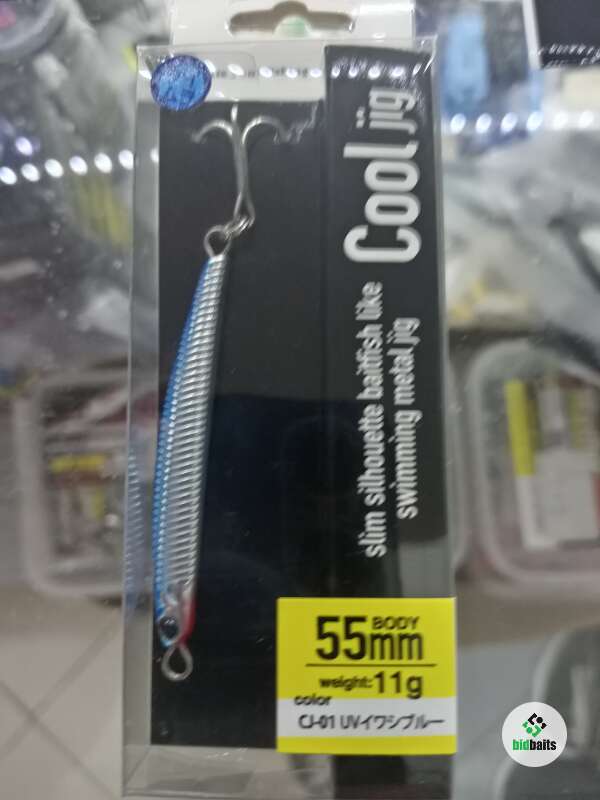 Cool jig
slim silhouette baitfish like
swimming metal jig
BODY
55mm
weight:11g
color
CJ-01 UVイワシブルー
bidbaits